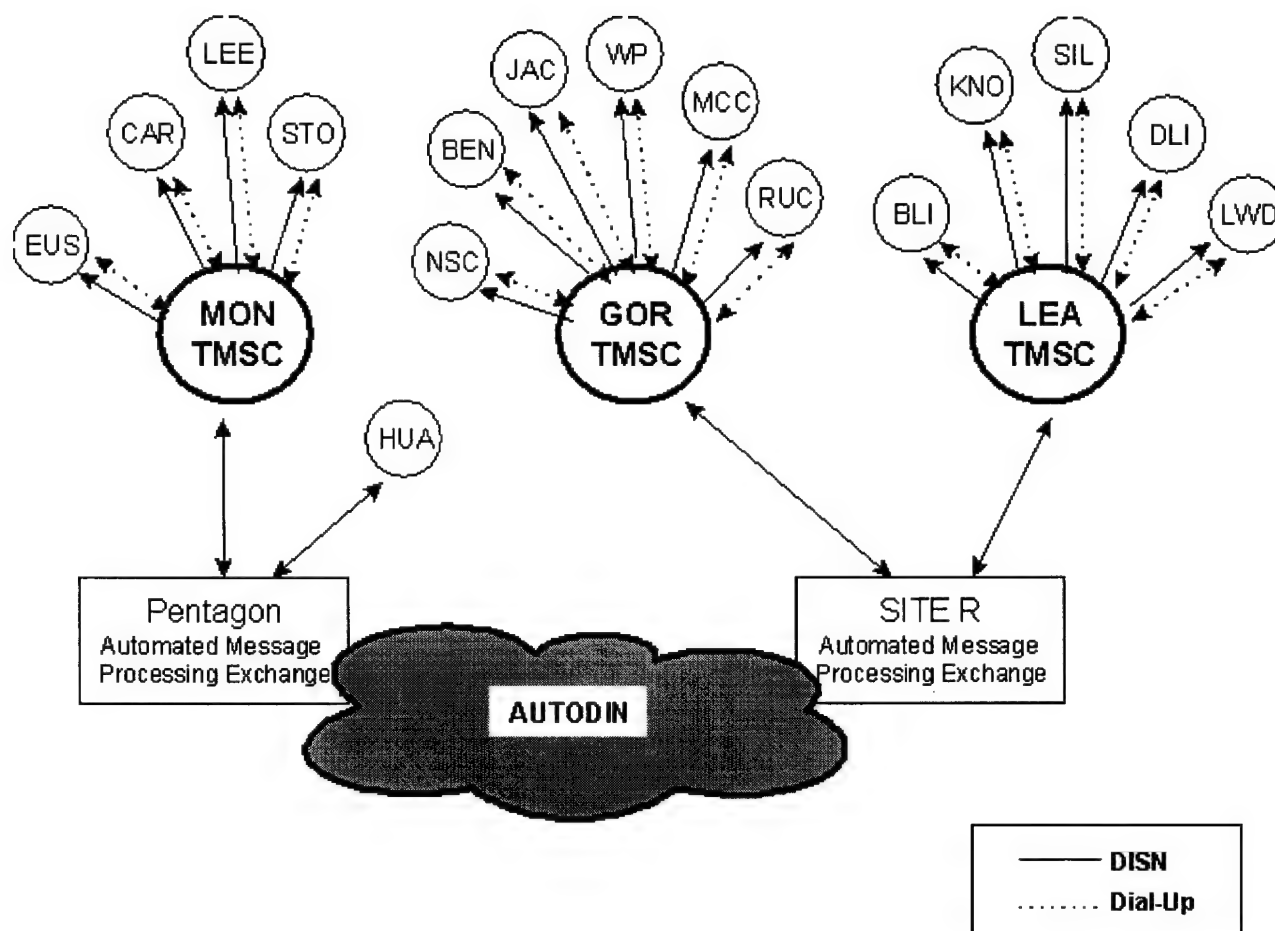 LEE
CAR
STO
EUS
MON
TMSC
JAC
WP
MCC
BEN
RUC
NSC
GOR
TMSC
KNO
SIL
DLI
BLI
LWD
LEA
TMSC
HUA
Pentagon
Automated Message
Processing Exchange
SITE R
Automated Message
Processing Exchange
AUTODIN
DISN
Dial-Up